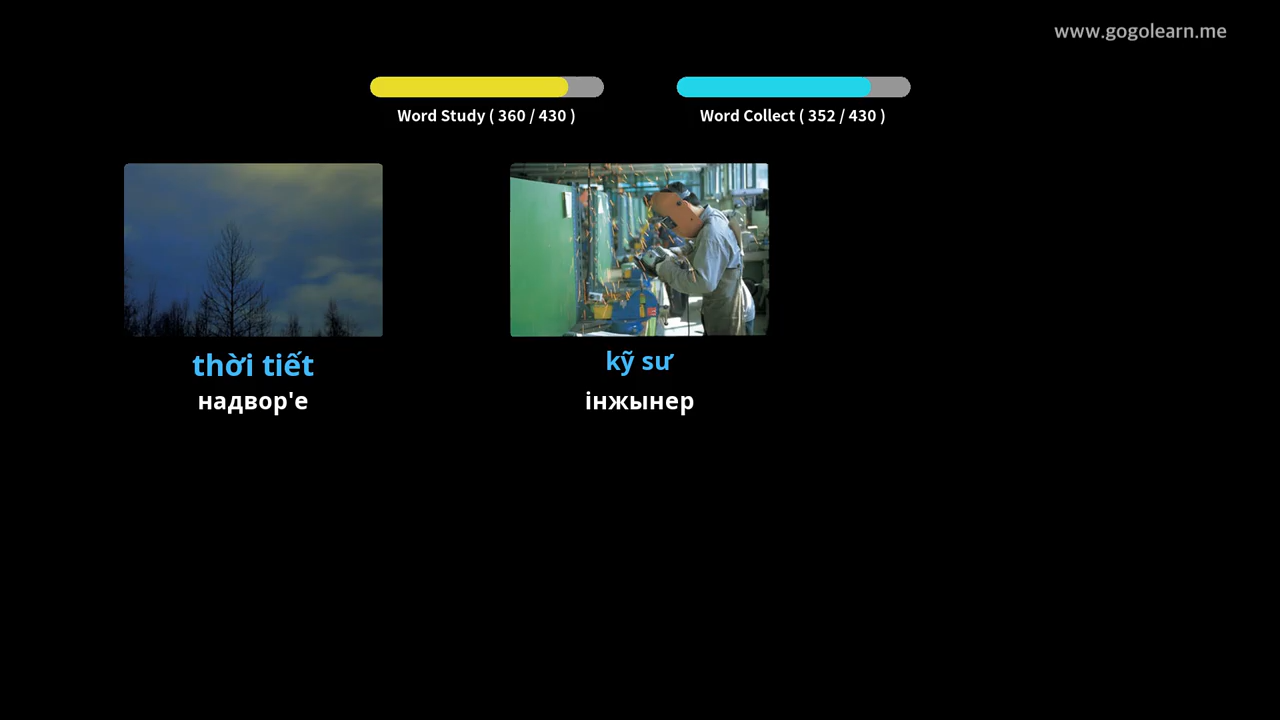 www.gogolearn.me
Word Study ( 360 / 430 )
Word Collect ( 352 / 430 )
thời tiết
надвор'е
kỹ sư
інжынер